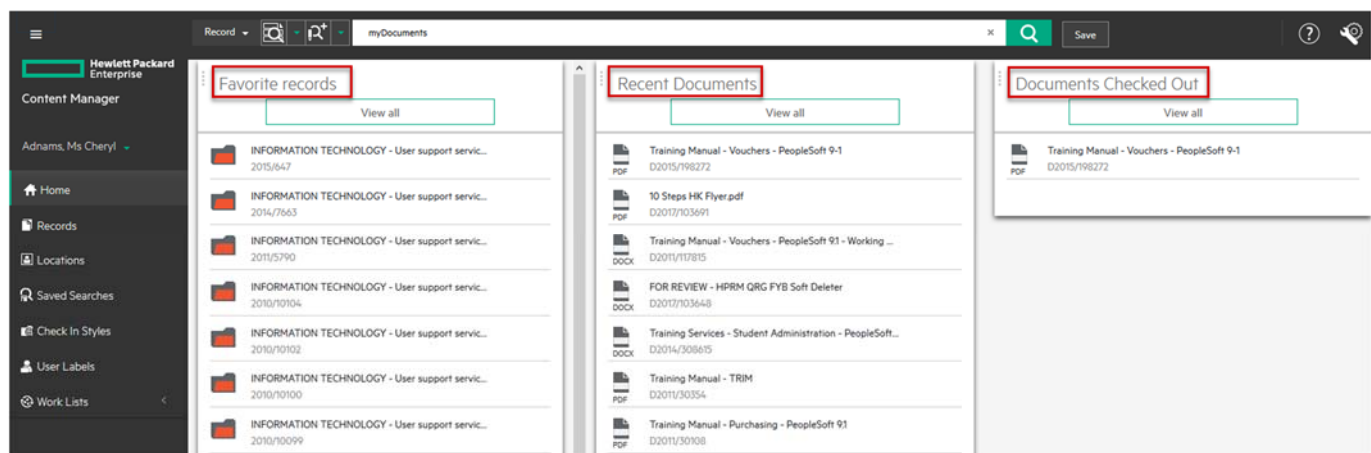 Record
myDocuments
Save
Hewlett Packard
Enterprise
Content Manager
Adnams, Ms Cheryl
Home
Records
Locations
Saved Searches
Check In Styles
User Labels
Work Lists
Favorite records
View all
INFORMATION TECHNOLOGY - User support servic...
2015/647
INFORMATION TECHNOLOGY - User support servic...
2014/7663
INFORMATION TECHNOLOGY - User support servic...
2011/5790
INFORMATION TECHNOLOGY - User support servic...
2010/10104
INFORMATION TECHNOLOGY - User support servic...
2010/10102
INFORMATION TECHNOLOGY - User support servic...
2010/10100
INFORMATION TECHNOLOGY - User support servic...
2010/10099
Recent Documents
View all
Training Manual - Vouchers - PeopleSoft 9-1
D2015/198272
PDF
10 Steps HK Flyer.pdf
D2017/103691
PDF
Training Manual - Vouchers - PeopleSoft 9.1 - Working ...
D2011/117815
DOCX
FOR REVIEW - HPRM QRG FYB Soft Deleter
D2017/103648
DOCX
Training Services - Student Administration - PeopleSoft...
D2014/308615
DOCX
Training Manual - TRIM
D2011/30354
PDF
Training Manual - Purchasing - PeopleSoft 9.1
D2011/30108
PDF
Documents Checked Out
View all
Training Manual - Vouchers - PeopleSoft 9-1
D2015/198272
PDF